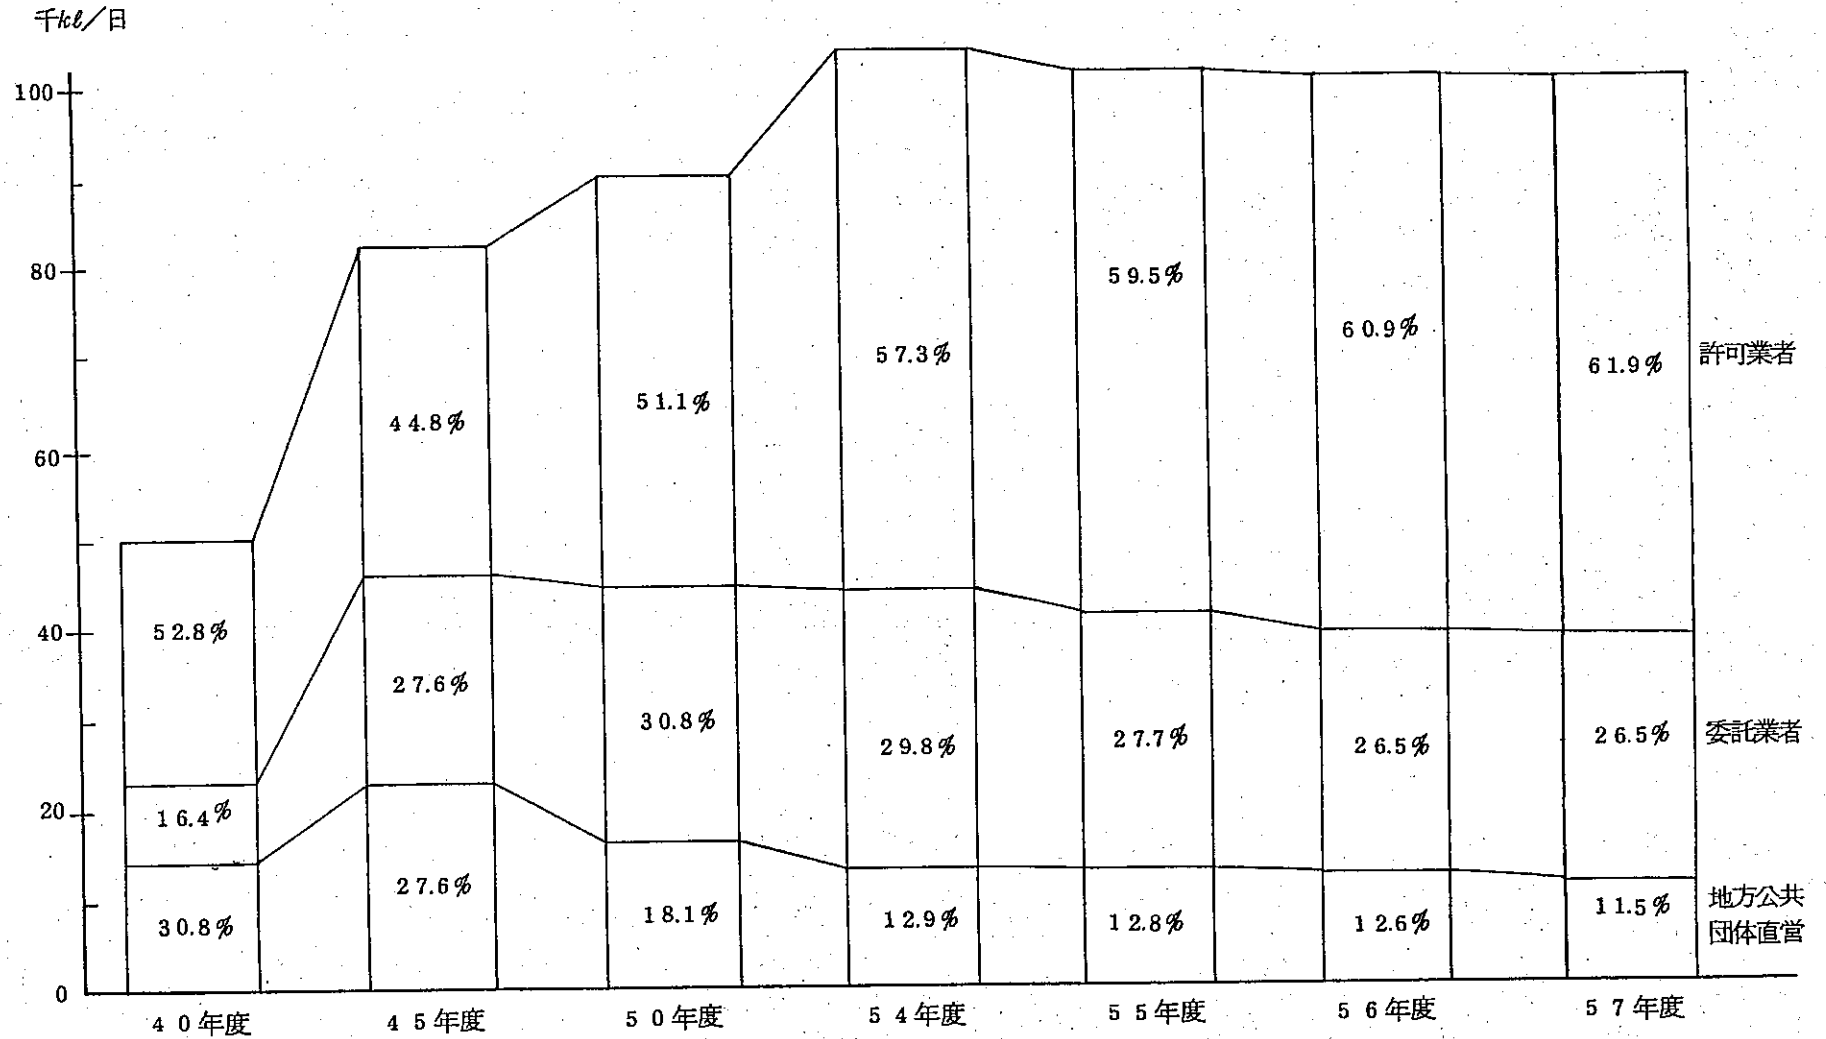 千kℓ/日
100
80
60
40
20
0
52.8%
16.4%
30.8%
44.8%
27.6%
27.6%
51.1%
30.8%
18.1%
57.3%
29.8%
12.9%
59.5%
27.7%
12.8%
60.9%
26.5%
12.6%
61.9%
26.5%
11.5%
許可業者
委託業者
地方公共
団体直営
40年度
45年度
50年度
54年度
55年度
56年度
57年度